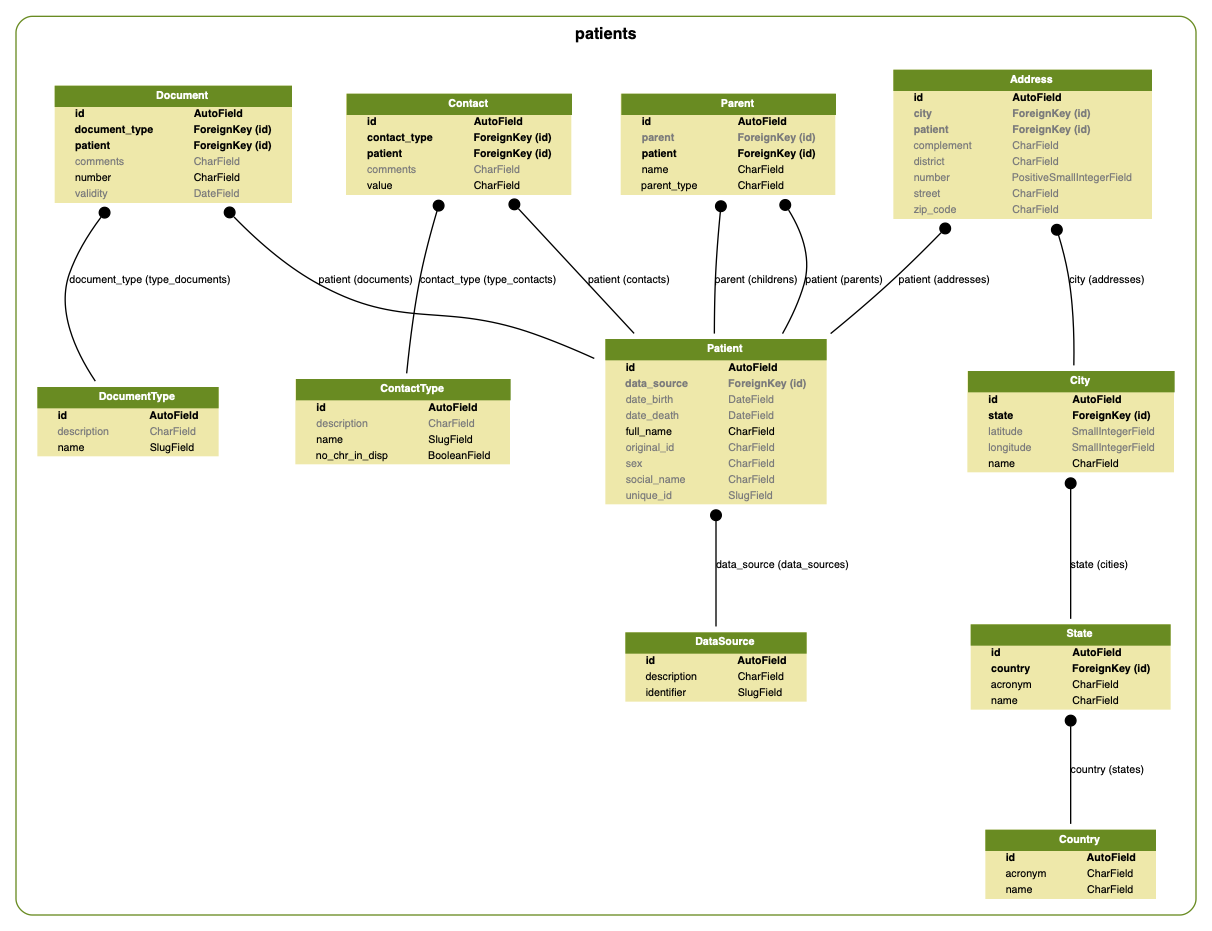 patients
Document
id AutoField
document_type ForeignKey (id)
patient ForeignKey (id)
comments CharField
number CharField
validity DateField
Contact
id AutoField
contact_type ForeignKey (id)
patient ForeignKey (id)
comments CharField
value CharField
Parent
id AutoField
parent ForeignKey (id)
patient ForeignKey (id)
name CharField
parent_type CharField
Address
id AutoField
city ForeignKey (id)
patient ForeignKey (id)
complement CharField
district CharField
number PositiveSmallIntegerField
street CharField
zip_code CharField
document_type (type_documents)
patient (documents)
contact_type (type_contacts)
patient (contacts)
parent (childrens)
patient (parents)
patient (addresses)
city (addresses)
DocumentType
id AutoField
description CharField
name SlugField
ContactType
id AutoField
description CharField
name SlugField
no_chr_in_disp BooleanField
Patient
id AutoField
data_source ForeignKey (id)
date_birth DateField
date_death DateField
full_name CharField
original_id CharField
sex CharField
social_name CharField
unique_id SlugField
City
id AutoField
state ForeignKey (id)
latitude SmallIntegerField
longitude SmallIntegerField
name CharField
data_source (data_sources)
state (cities)
DataSource
id AutoField
description CharField
identifier SlugField
State
id AutoField
country ForeignKey (id)
acronym CharField
name CharField
country (states)
Country
id AutoField
acronym CharField
name CharField